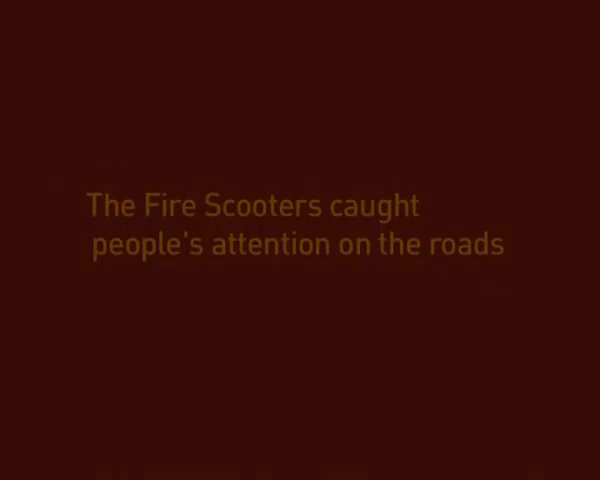 The Fire Scooters caught
people's attention on the roads